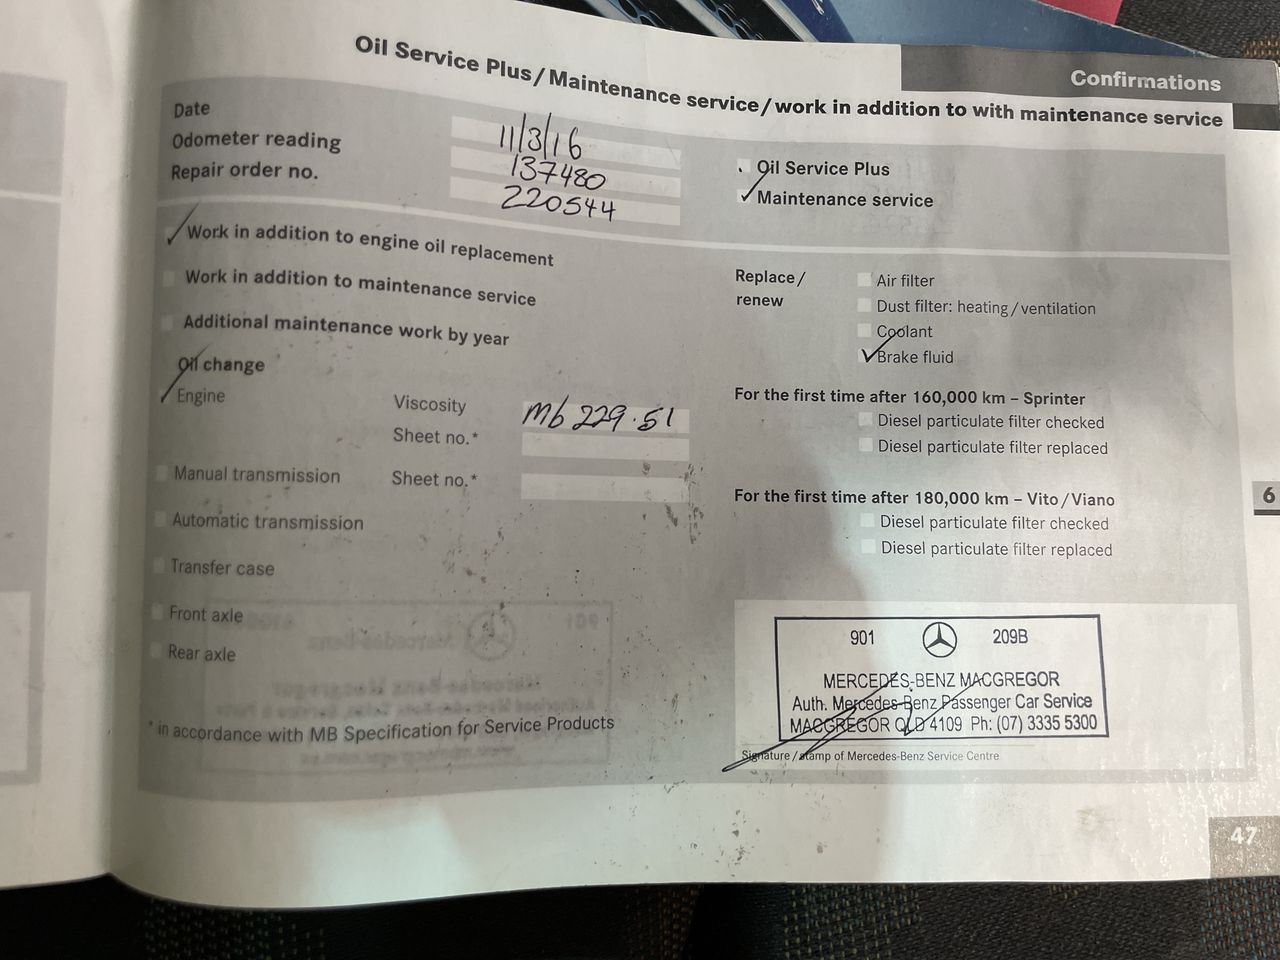 Confirmations
Oil Service Plus/Maintenance service/work in addition to with maintenance service
Date 11/3/16
Odometer reading 137480
Repair order no. 220544
Oil Service Plus
Maintenance service
Work in addition to engine oil replacement
Work in addition to maintenance service
Additional maintenance work by year
Oil change
Engine
Viscosity Mb 229.51
Sheet no.*
Manual transmission Sheet no.*
Automatic transmission
Transfer case
Front axle
Rear axle
* in accordance with MB Specification for Service Products
Replace/
renew
Air filter
Dust filter: heating/ventilation
Coolant
Brake fluid
For the first time after 160,000 km – Sprinter
Diesel particulate filter checked
Diesel particulate filter replaced
For the first time after 180,000 km – Vito/Viano
Diesel particulate filter checked
Diesel particulate filter replaced
901 209B
MERCEDES-BENZ MACGREGOR
Auth. Mercedes-Benz Passenger Car Service
MACGREGOR QLD 4109 Ph: (07) 3335 5300
Signature/stamp of Mercedes-Benz Service Centre
6
47